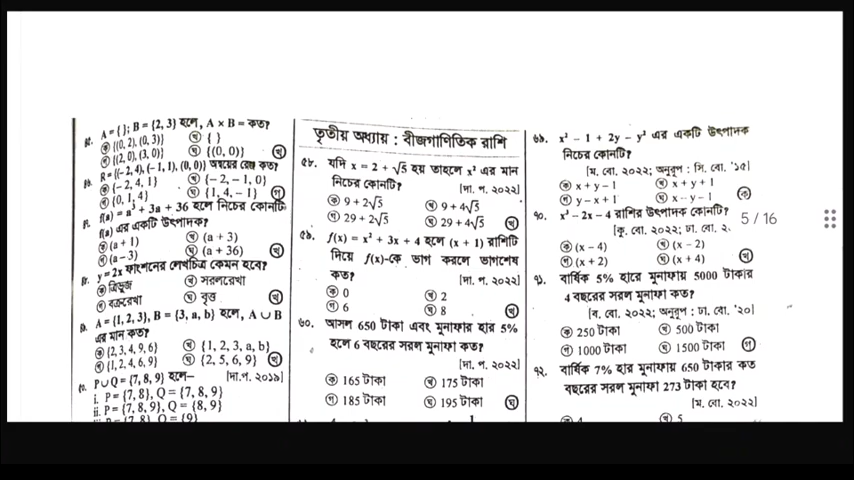 A = { }; B = {2, 3} হলে, A × B = কত?
ⓚ {(0, 2), (0, 3)} ⓠ { }
{(2, 0), (3, 0)} {(0, 0)}
R = {(−2, 4), (−1, 1), (0, 0)} অন্বয়ের রেঞ্জ কত?
{−2, 4, 1} {−2, −1, 0}
{0, 1, 4} {1, 4, −1}
f(a) = a³ + 3a + 36 হলে নিচের কোনটি
f(a) এর একটি উৎপাদক?
(a + 1) (a + 3)
(a − 3) (a + 36)
y = 2x ফাংশনের লেখচিত্র কেমন হবে?
ত্রিভুজ সরলরেখা
বক্ররেখা বৃত্ত
A = {1, 2, 3}, B = {3, a, b} হলে, A ∪ B
এর মান কত?
{2, 3, 4, 9, 6} {1, 2, 3, a, b}
{1, 2, 4, 6, 9} {2, 5, 6, 9}
P∪Q = {7, 8, 9} হলে— [দা.প. ২০১৯]
i. P = {7, 8}, Q = {7, 8, 9}
ii. P = {7, 8, 9}, Q = {8, 9}
তৃতীয় অধ্যায় : বীজগাণিতিক রাশি
৫৮. যদি x = 2 + √5 হয় তাহলে x² এর মান
নিচের কোনটি? [দা. প. ২০২২]
9 + 2√5 9 + 4√5
29 + 2√5 29 + 4√5
৫৯. f(x) = x² + 3x + 4 হলে (x + 1) রাশিটি
দিয়ে f(x)-কে ভাগ করলে ভাগশেষ
কত? [দা. প. ২০২২]
0 2
6 8
৬০. আসল 650 টাকা এবং মুনাফার হার 5%
হলে 6 বছরের সরল মুনাফা কত?
[দা. প. ২০২২]
165 টাকা 175 টাকা
185 টাকা 195 টাকা
৬৯. x² − 1 + 2y − y² এর একটি উৎপাদক
নিচের কোনটি?
[ম. বো. ২০২২; অনুরূপ : সি. বো. '১৫]
x + y − 1 x + y + 1
y − x + 1 x − y − 1
৭০. x² − 2x − 4 রাশির উৎপাদক কোনটি?
[কু. বো. ২০২২; ঢা. বো. ২
(x − 4) (x − 2)
(x + 2) (x + 4)
5 / 16
৭১. বার্ষিক 5% হারে মুনাফায় 5000 টাকার
4 বছরের সরল মুনাফা কত?
[ব. বো. ২০২২; অনুরূপ : ঢা. বো. '২০]
250 টাকা 500 টাকা
1000 টাকা 1500 টাকা
৭২. বার্ষিক 7% হার মুনাফায় 650 টাকার কত
বছরের সরল মুনাফা 273 টাকা হবে?
[ম. বো. ২০২২]
4 5